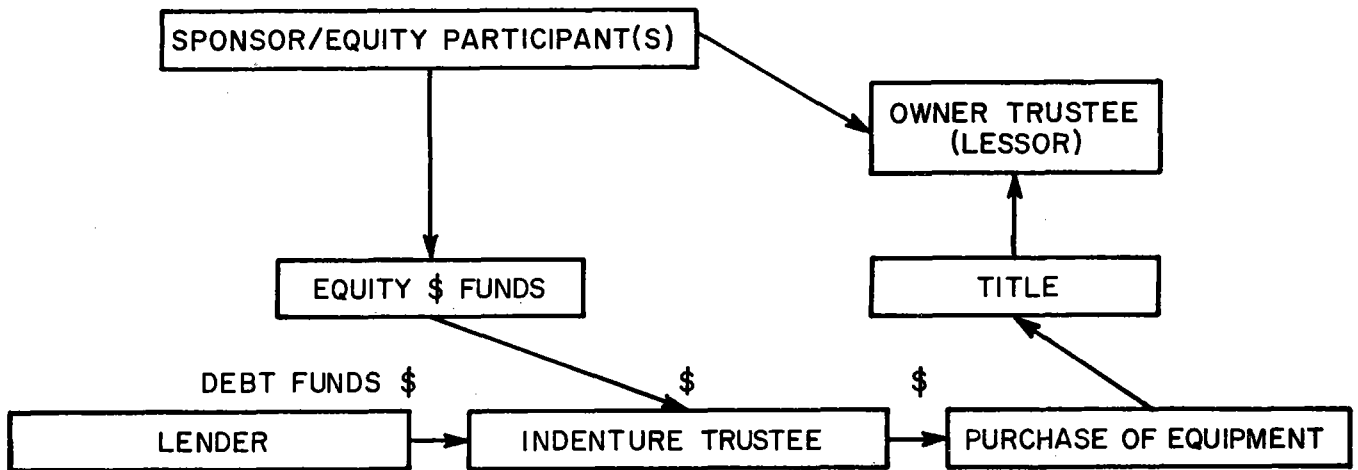 SPONSOR/EQUITY PARTICIPANT(S)
OWNER TRUSTEE
(LESSOR)
EQUITY $ FUNDS
TITLE
DEBT FUNDS $
$
$
LENDER
INDENTURE TRUSTEE
PURCHASE OF EQUIPMENT